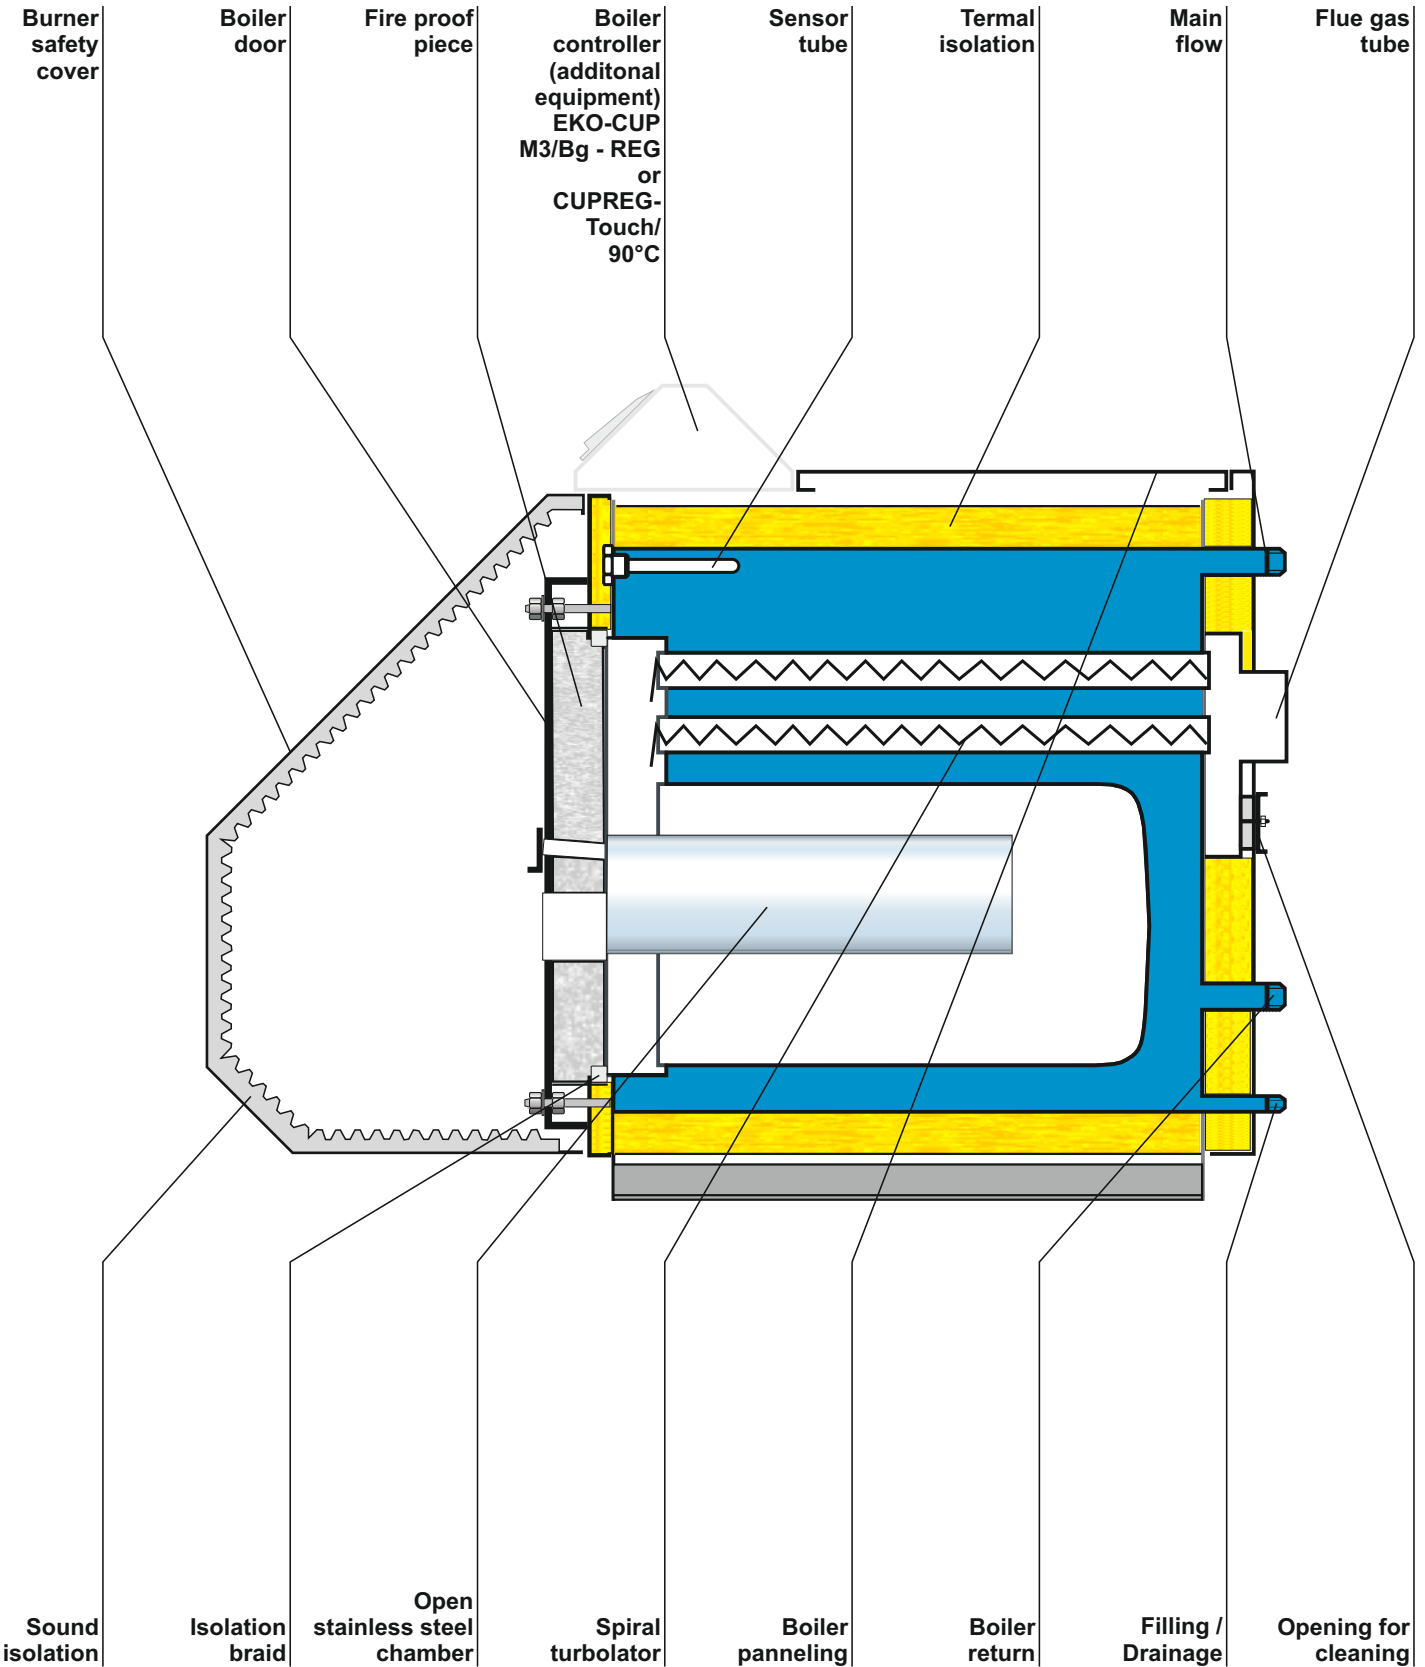 Burner
safety
cover
Boiler
door
Fire proof
piece
Boiler
controller
(additonal
equipment)
EKO-CUP
M3/Bg - REG
or
CUPREG-
Touch/
90°C
Sensor
tube
Termal
isolation
Main
flow
Flue gas
tube
Sound
isolation
Isolation
braid
Open
stainless steel
chamber
Spiral
turbolator
Boiler
panneling
Boiler
return
Filling /
Drainage
Opening for
cleaning